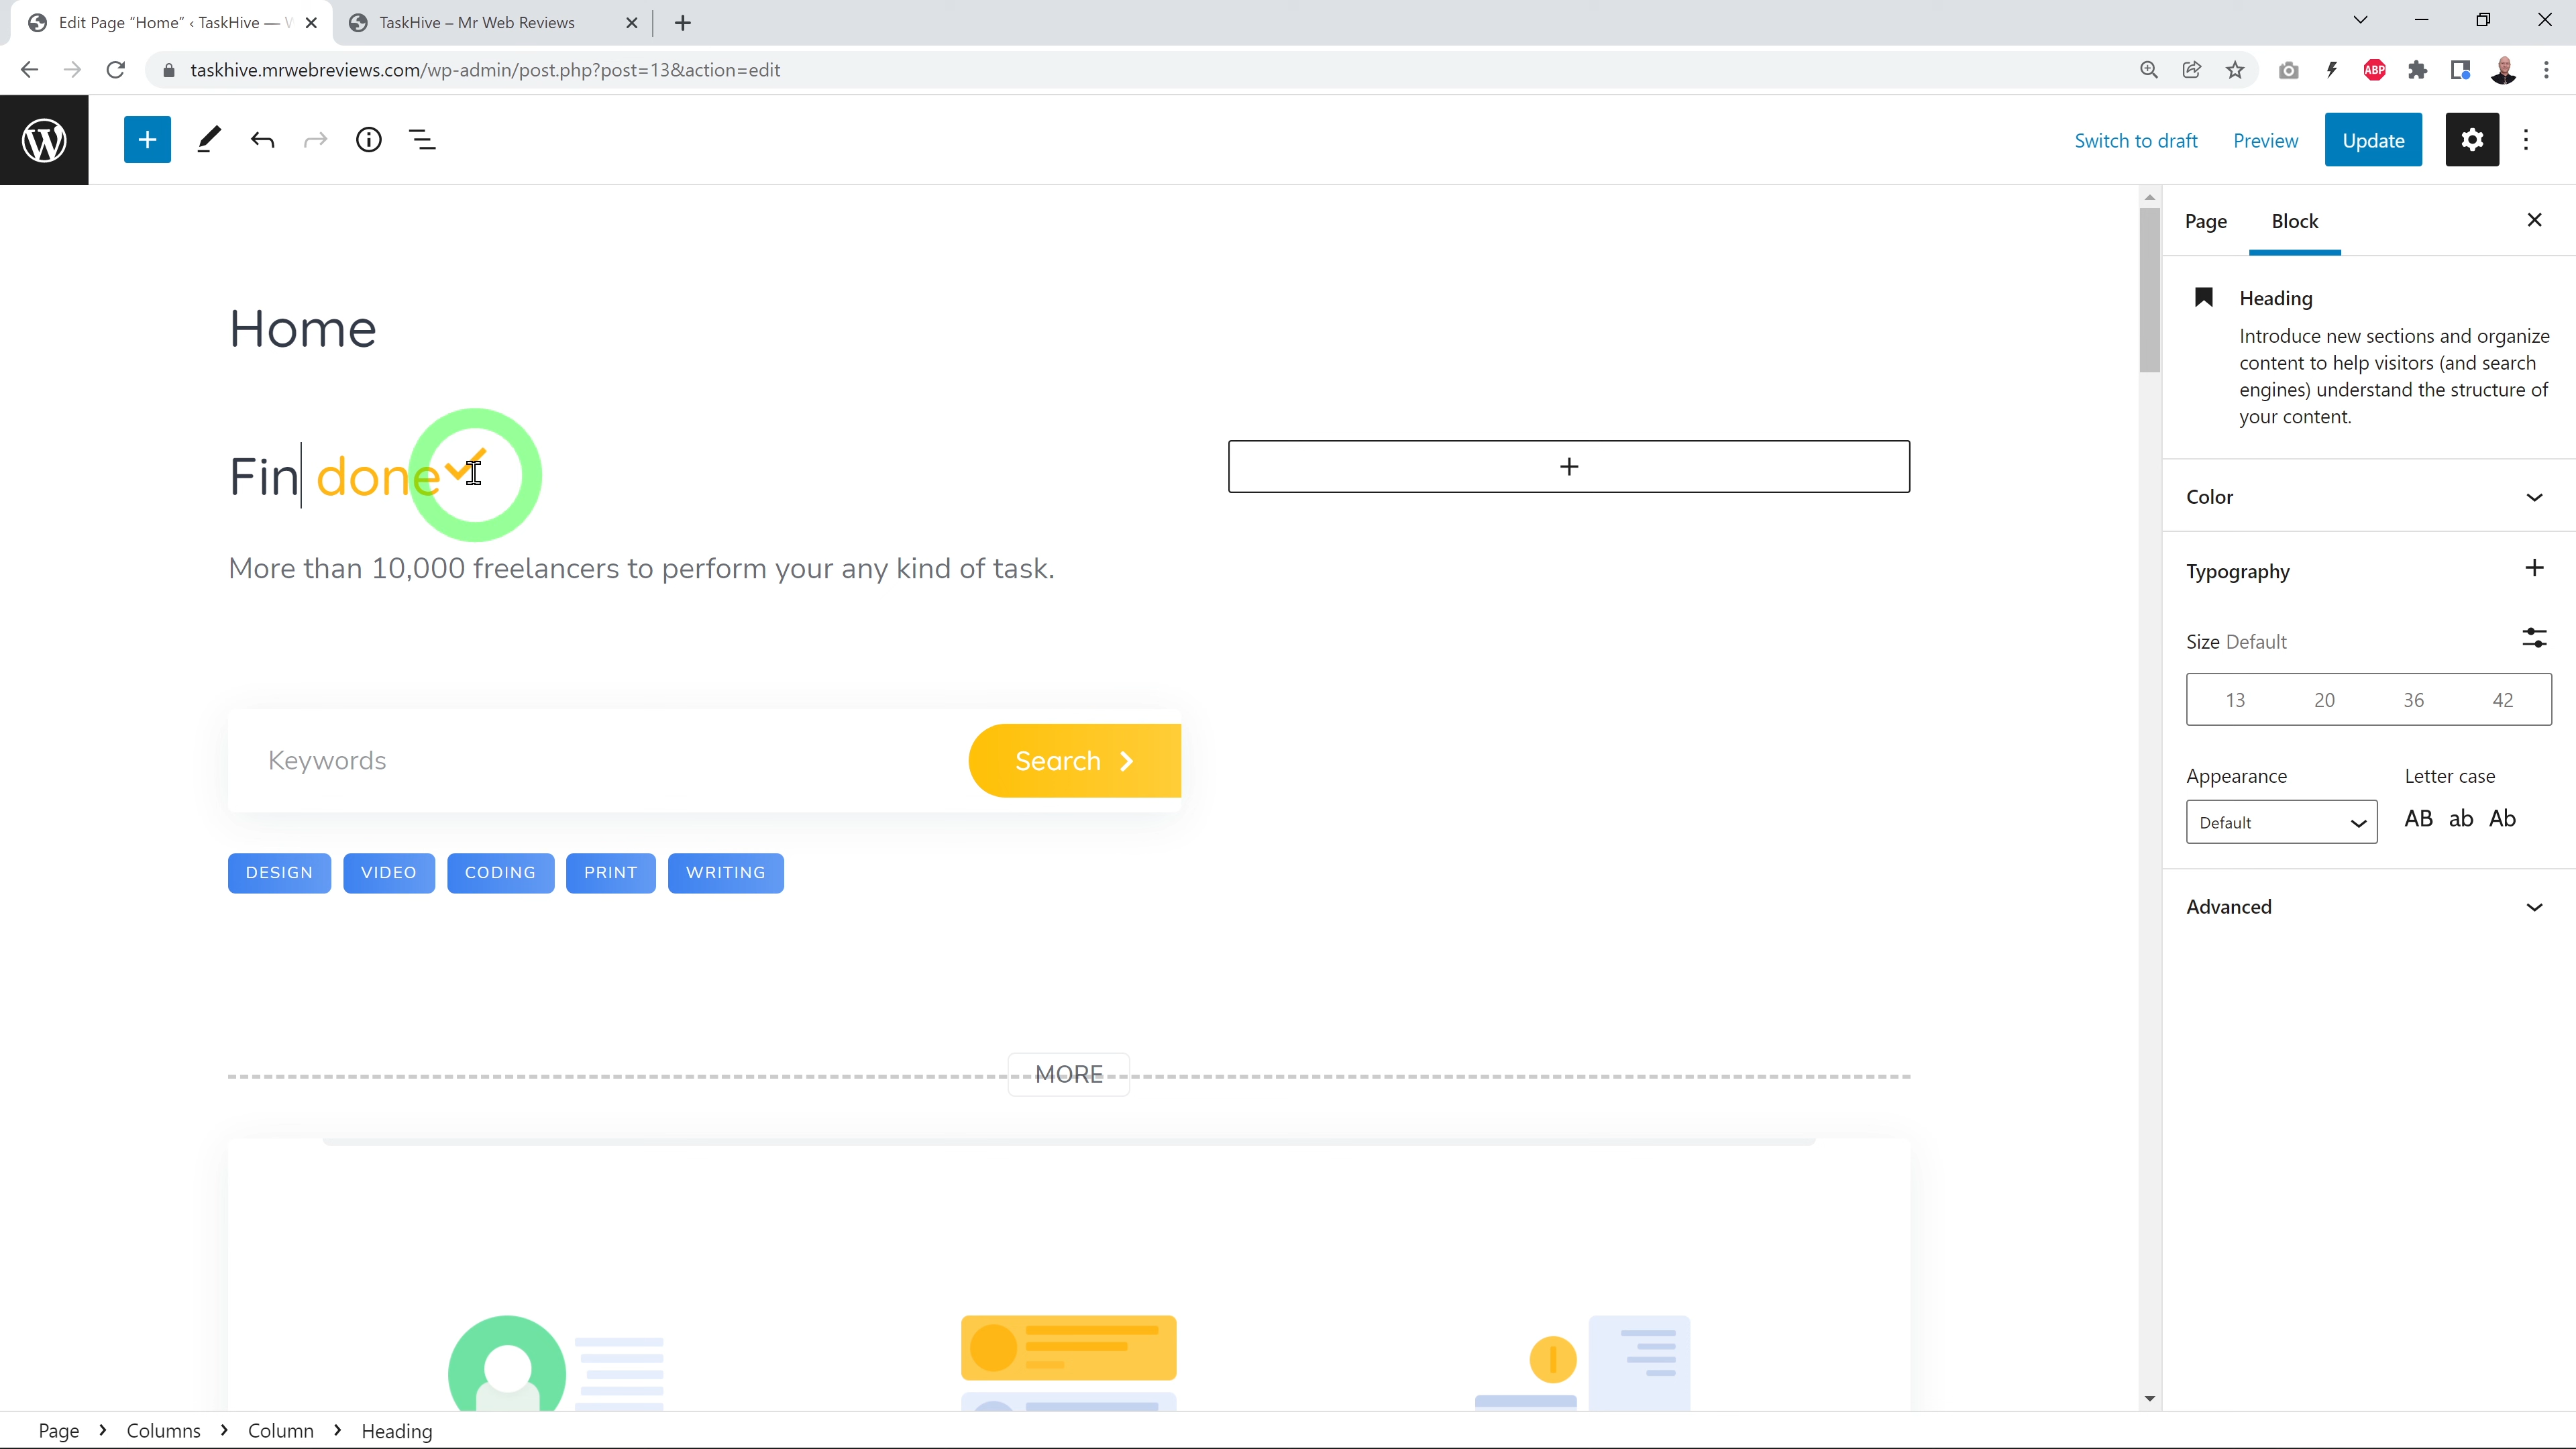 Edit Page "Home" ‹ TaskHive —
TaskHive – Mr Web Reviews
taskhive.mrwebreviews.com/wp-admin/post.php?post=13&action=edit
ABP
Switch to draft
Preview
Update
Page
Block
Heading
Introduce new sections and organize
content to help visitors (and search
engines) understand the structure of
your content.
Home
Fin done
More than 10,000 freelancers to perform your any kind of task.
Keywords
Search
DESIGN
VIDEO
CODING
PRINT
WRITING
MORE
Color
Typography
Size Default
13 20 36 42
Appearance
Letter case
Default
AB ab Ab
Advanced
Page › Columns › Column › Heading